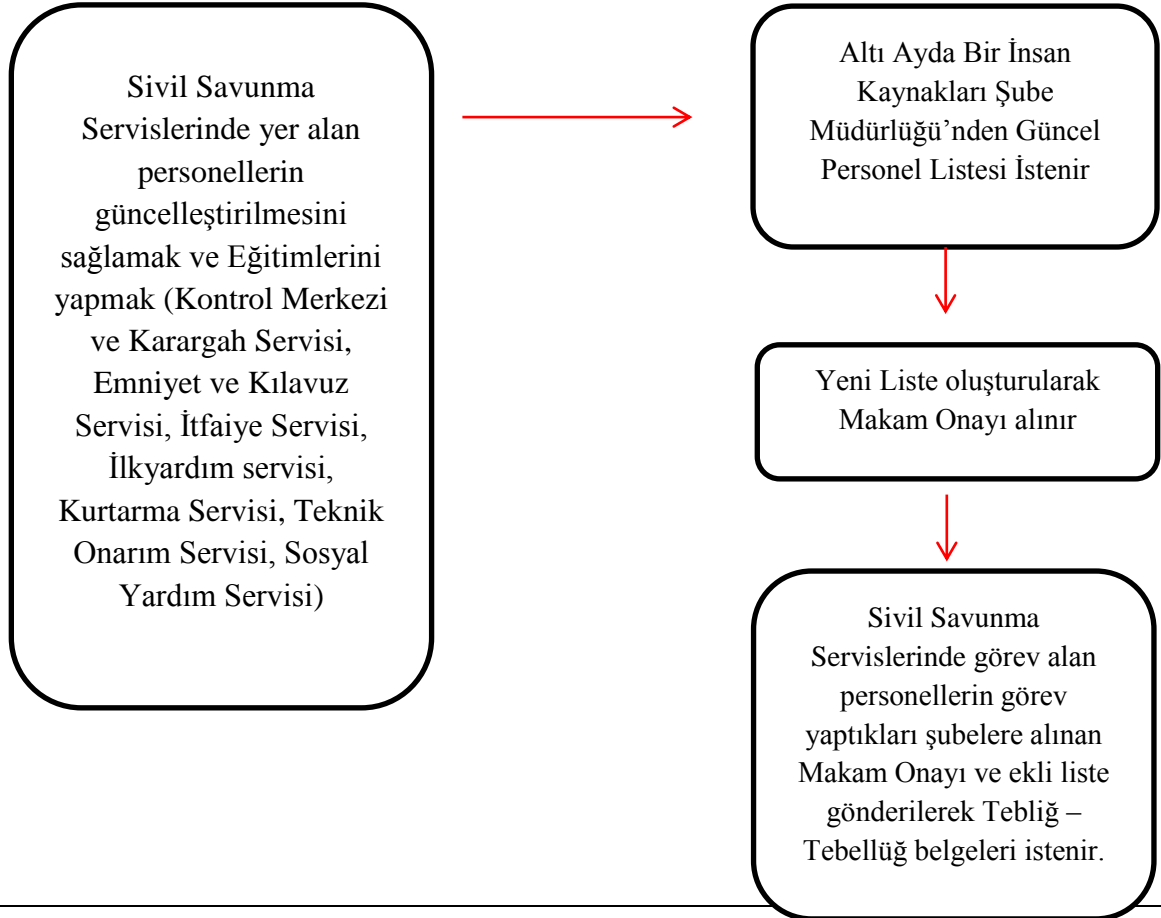 Sivil Savunma
Servislerinde yer alan
personellerin
güncelleştirilmesini
sağlamak ve Eğitimlerini
yapmak (Kontrol Merkezi
ve Karargah Servisi,
Emniyet ve Kılavuz
Servisi, İtfaiye Servisi,
İlkyardım servisi,
Kurtarma Servisi, Teknik
Onarım Servisi, Sosyal
Yardım Servisi)
Altı Ayda Bir İnsan
Kaynakları Şube
Müdürlüğü’nden Güncel
Personel Listesi İstenir
Yeni Liste oluşturularak
Makam Onayı alınır
Sivil Savunma
Servislerinde görev alan
personellerin görev
yaptıkları şubelere alınan
Makam Onayı ve ekli liste
gönderilerek Tebliğ –
Tebellüğ belgeleri istenir.